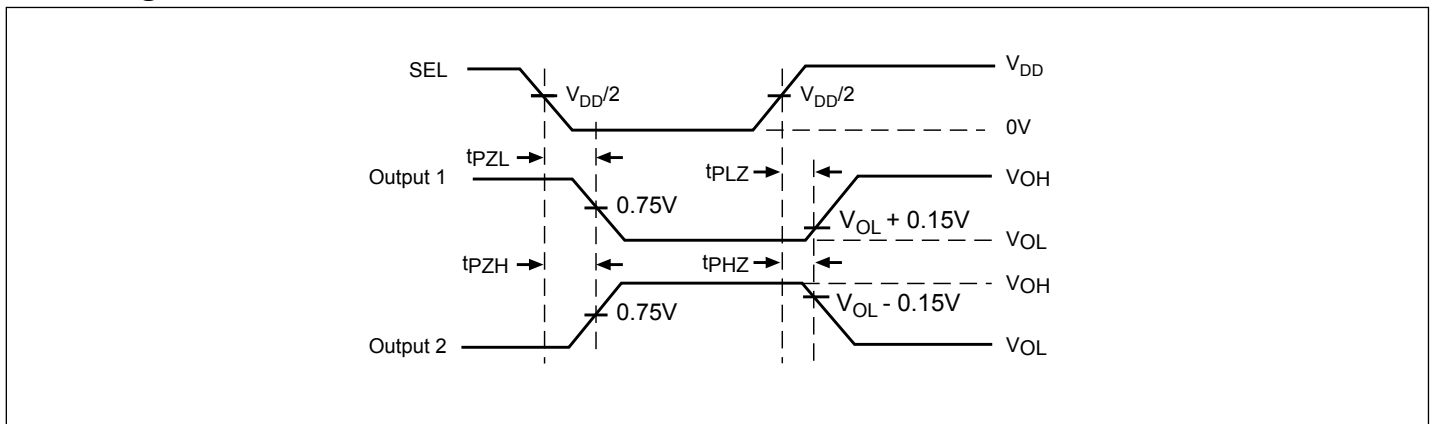 SEL
VDD/2
VDD/2
VDD
0V
tPZL
tPLZ
Output 1
0.75V
VOL + 0.15V
VOH
VOL
tPZH
tPHZ
VOH
0.75V
VOL - 0.15V
Output 2
VOL